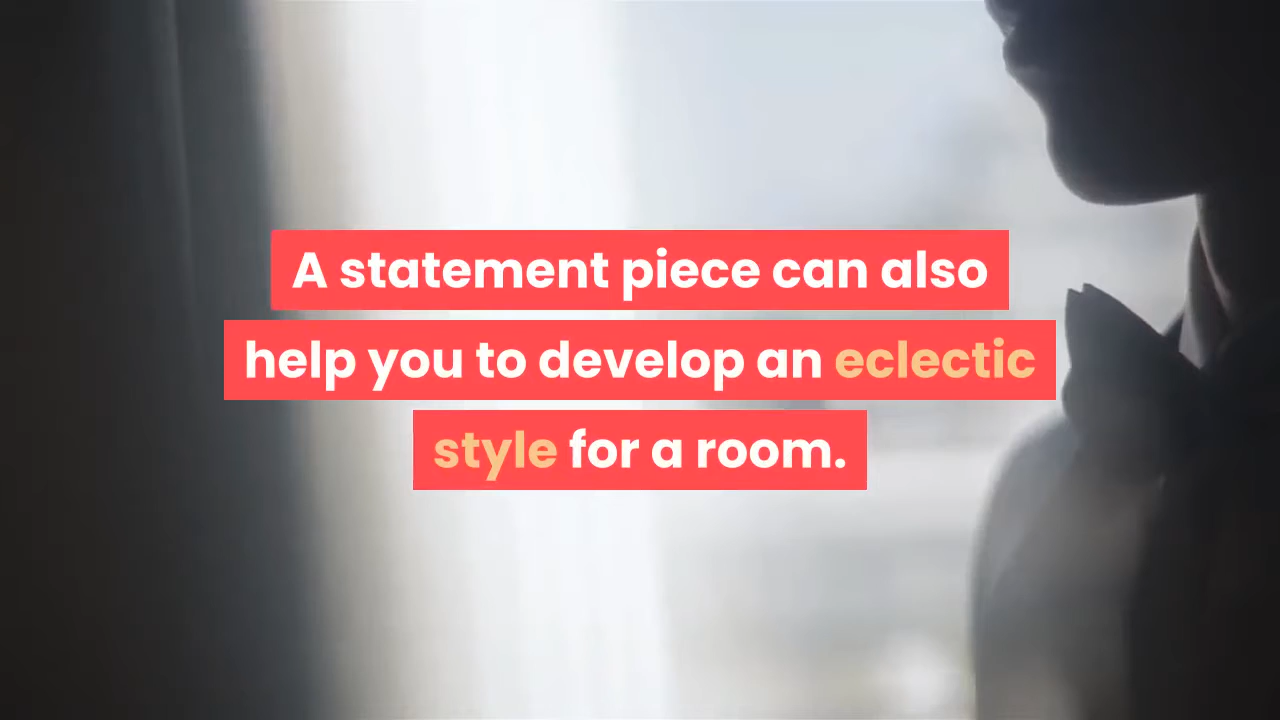 A statement piece can also
help you to develop an eclectic
style for a room.